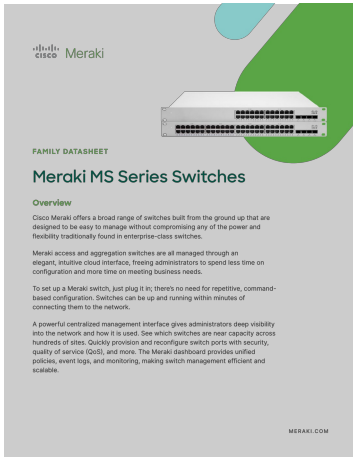 CISCO Meraki
FAMILY DATASHEET
Meraki MS Series Switches
Overview
Cisco Meraki offers a broad range of switches built from the ground up that are
designed to be easy to manage without compromising any of the power and
flexibility traditionally found in enterprise-class switches.
Meraki access and aggregation switches are all managed through an
elegant, intuitive cloud interface, freeing administrators to spend less time on
configuration and more time on meeting business needs.
To set up a Meraki switch, just plug it in; there's no need for repetitive, command-
based configuration. Switches can be up and running within minutes of
connecting them to the network.
A powerful centralized management interface gives administrators deep visibility
into the network and how it is used. See which switches are near capacity across
hundreds of sites. Quickly provision and reconfigure switch ports with security,
quality of service (QoS), and more. The Meraki dashboard provides unified
policies, event logs, and monitoring, making switch management efficient and
scalable.
MERAKI.COM